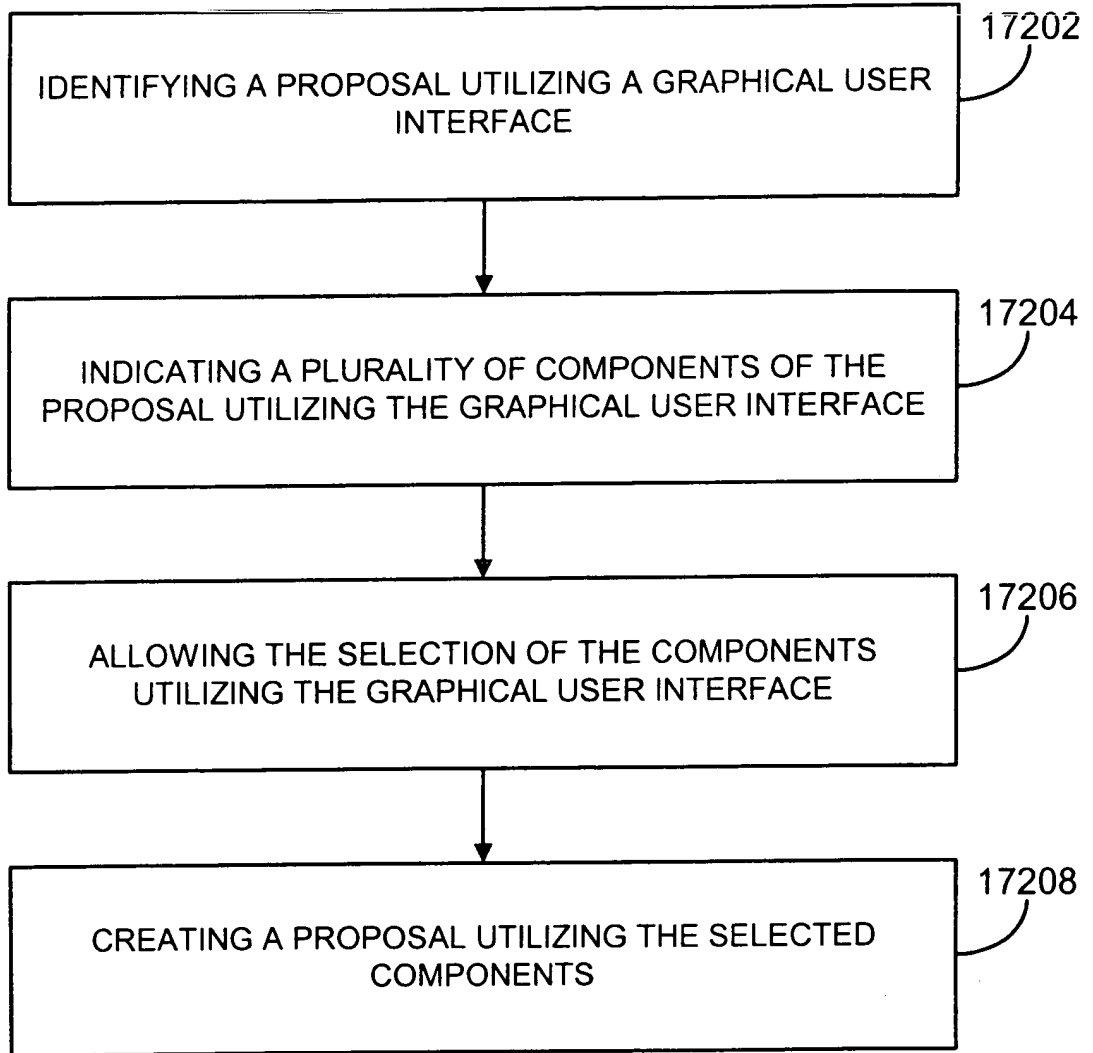 17202
IDENTIFYING A PROPOSAL UTILIZING A GRAPHICAL USER
INTERFACE
17204
INDICATING A PLURALITY OF COMPONENTS OF THE
PROPOSAL UTILIZING THE GRAPHICAL USER INTERFACE
17206
ALLOWING THE SELECTION OF THE COMPONENTS
UTILIZING THE GRAPHICAL USER INTERFACE
17208
CREATING A PROPOSAL UTILIZING THE SELECTED
COMPONENTS